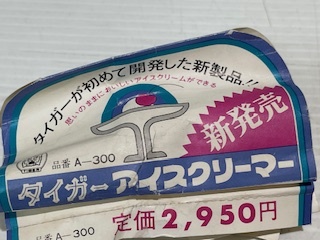 タイガーが初めて開発した新製品!!
思いのままにおいしいアイスクリームができる
新発売
品番 A-300
タイガーアイスクリーマー
品番 A-300
定価2,950円